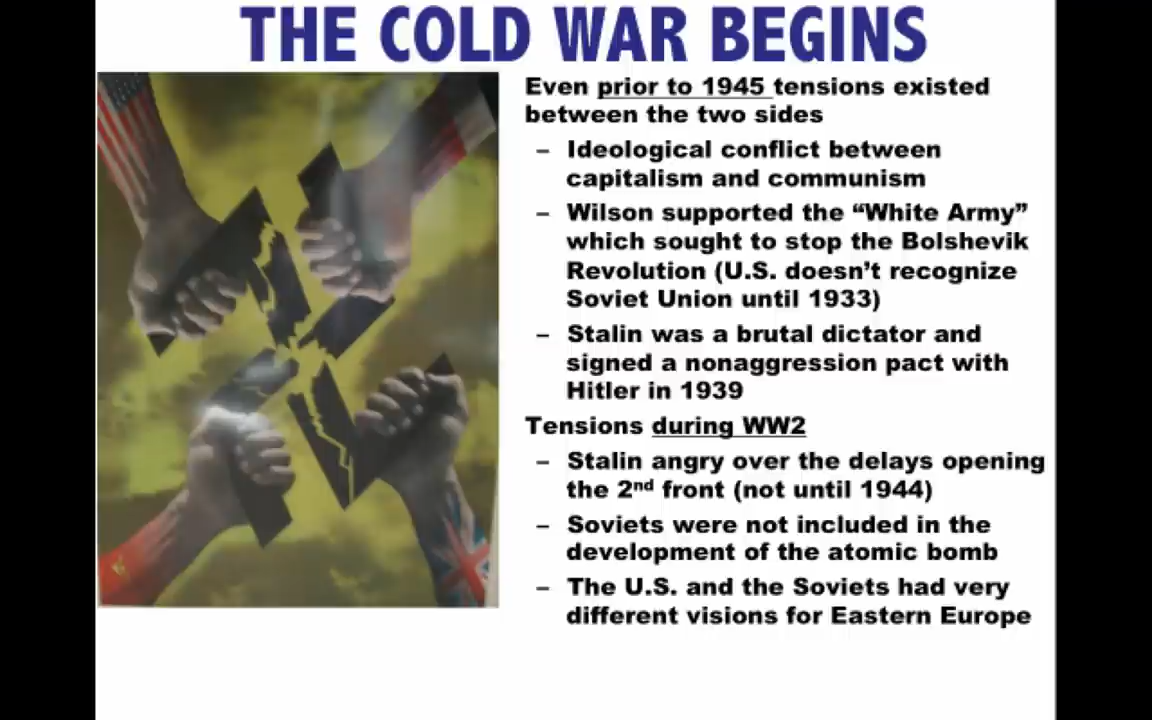 THE COLD WAR BEGINS
Even prior to 1945 tensions existed
between the two sides
– Ideological conflict between
capitalism and communism
– Wilson supported the “White Army”
which sought to stop the Bolshevik
Revolution (U.S. doesn’t recognize
Soviet Union until 1933)
– Stalin was a brutal dictator and
signed a nonaggression pact with
Hitler in 1939
Tensions during WW2
– Stalin angry over the delays opening
the 2nd front (not until 1944)
– Soviets were not included in the
development of the atomic bomb
– The U.S. and the Soviets had very
different visions for Eastern Europe